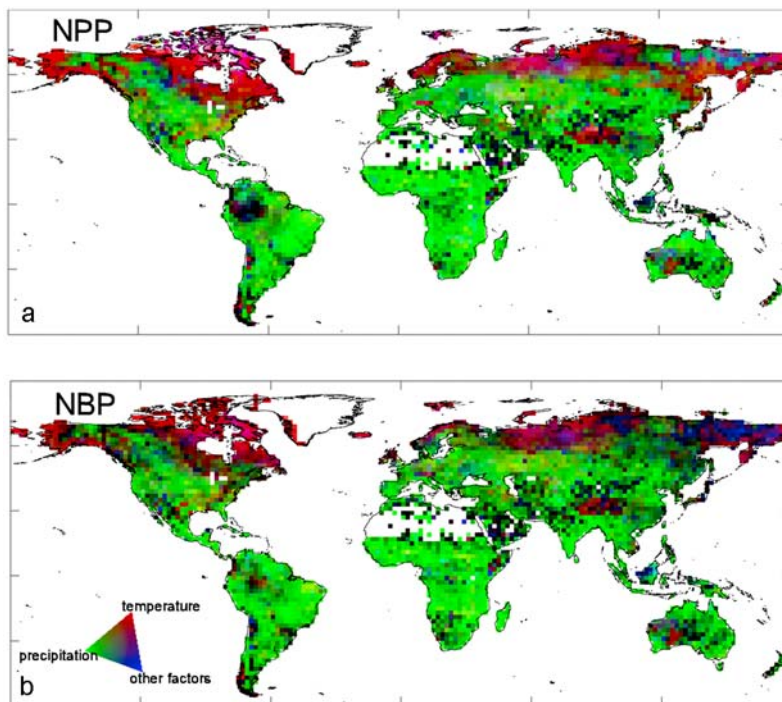 NPP
a
NBP
temperature
precipitation
other factors
b